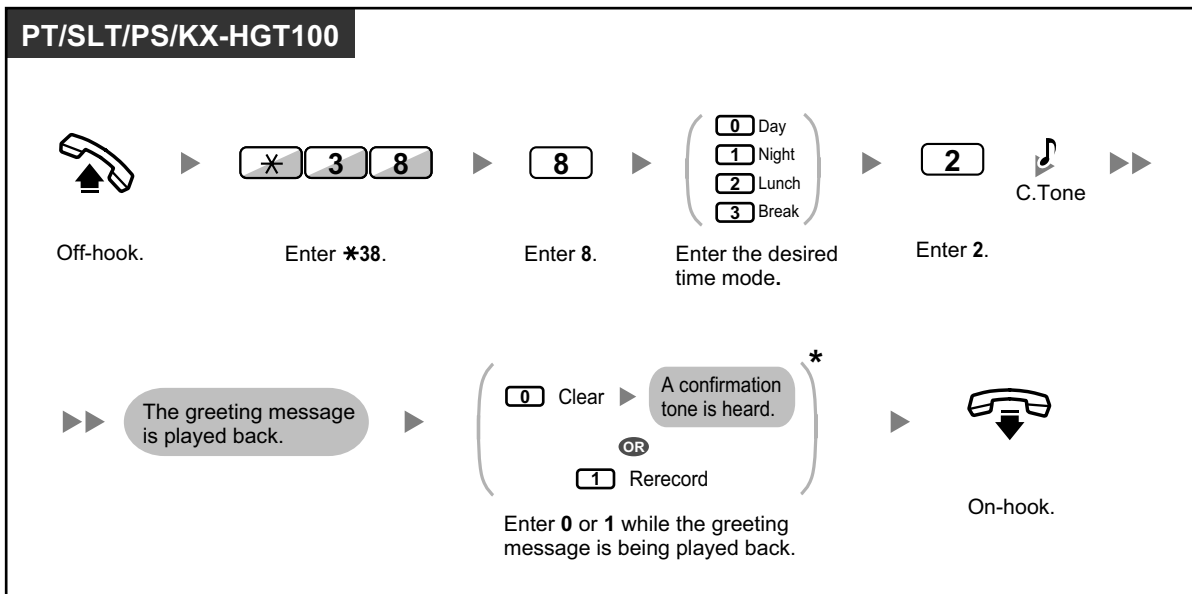 PT/SLT/PS/KX-HGT100
0 Day
1 Night
2 Lunch
3 Break
* 3 8
8
2
C.Tone
Off-hook.
Enter *38.
Enter 8.
Enter the desired
time mode.
Enter 2.
The greeting message
is played back.
0 Clear
A confirmation
tone is heard.
*
OR
1 Rerecord
Enter 0 or 1 while the greeting
message is being played back.
On-hook.